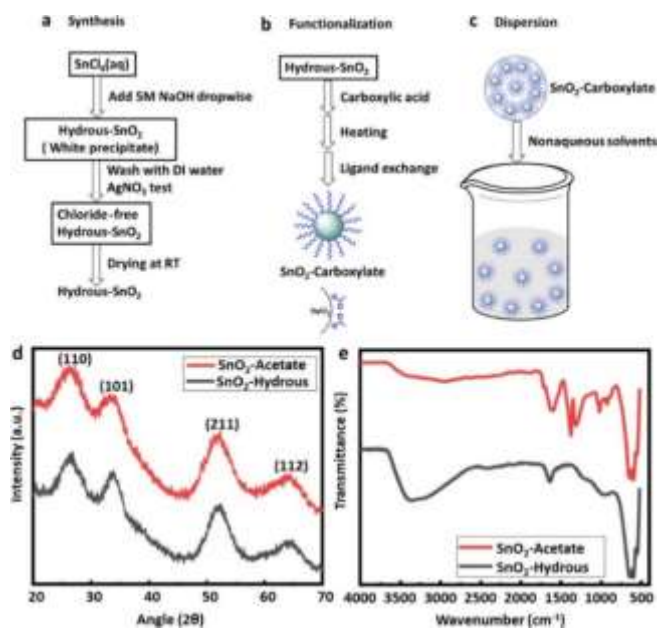 a Synthesis
SnCl₄(aq)
Add 5M NaOH dropwise
Hydrous-SnO₂
( White precipitate)
Wash with DI water
AgNO₃ test
Chloride-free
Hydrous-SnO₂
Drying at RT
Hydrous-SnO₂
b Functionalization
Hydrous-SnO₂
Carboxylic acid
Heating
Ligand exchange
SnO₂-Carboxylate
c Dispersion
SnO₂-Carboxylate
Nonaqueous solvents
d
SnO₂-Acetate
SnO₂-Hydrous
(110)
(101)
(211)
(112)
Intensity (a.u.)
20 30 40 50 60 70
Angle (2θ)
e
Transmittance (%)
SnO₂-Acetate
SnO₂-Hydrous
4000 3500 3000 2500 2000 1500 1000 500
Wavenumber [cm⁻¹]